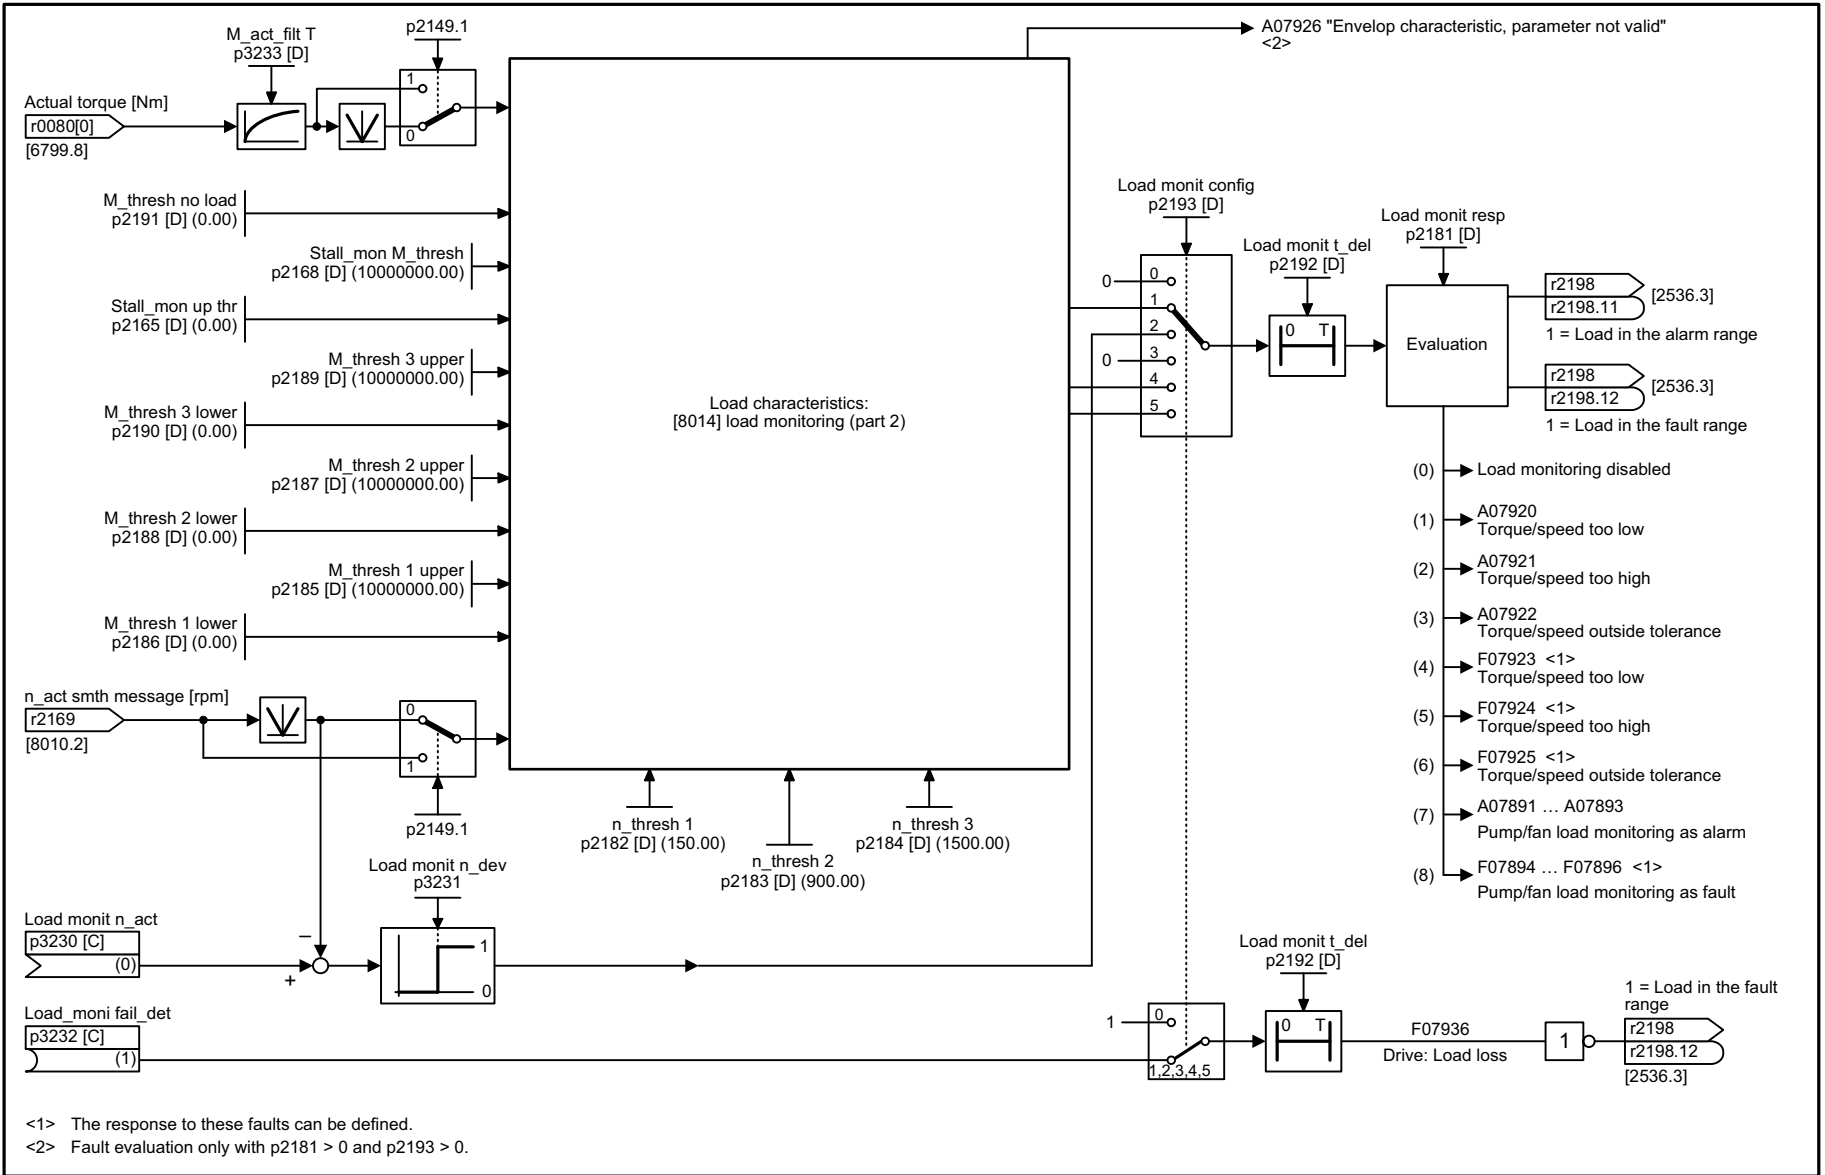 M_act_filt T
p3233 [D]
p2149.1
1
0
Actual torque [Nm]
r0080[0]
[6799.8]
A07926 "Envelop characteristic, parameter not valid"
<2>
M_thresh no load
p2191 [D] (0.00)
Stall_mon M_thresh
p2168 [D] (10000000.00)
Stall_mon up thr
p2165 [D] (0.00)
M_thresh 3 upper
p2189 [D] (10000000.00)
M_thresh 3 lower
p2190 [D] (0.00)
M_thresh 2 upper
p2187 [D] (10000000.00)
M_thresh 2 lower
p2188 [D] (0.00)
M_thresh 1 upper
p2185 [D] (10000000.00)
M_thresh 1 lower
p2186 [D] (0.00)
Load characteristics:
[8014] load monitoring (part 2)
n_act smth message [rpm]
r2169
[8010.2]
0
1
p2149.1
n_thresh 1
p2182 [D] (150.00)
n_thresh 2
p2183 [D] (900.00)
n_thresh 3
p2184 [D] (1500.00)
Load monit config
p2193 [D]
0
0
1
2
0
3
4
5
Load monit t_del
p2192 [D]
0 T
Load monit resp
p2181 [D]
Evaluation
r2198
r2198.11
[2536.3]
1 = Load in the alarm range
r2198
r2198.12
[2536.3]
1 = Load in the fault range
(0) Load monitoring disabled
(1) A07920
Torque/speed too low
(2) A07921
Torque/speed too high
(3) A07922
Torque/speed outside tolerance
(4) F07923 <1>
Torque/speed too low
(5) F07924 <1>
Torque/speed too high
(6) F07925 <1>
Torque/speed outside tolerance
(7) A07891 … A07893
Pump/fan load monitoring as alarm
(8) F07894 … F07896 <1>
Pump/fan load monitoring as fault
Load monit n_dev
p3231
1
0
Load monit n_act
p3230 [C]
(0)
–
+
Load_moni fail_det
p3232 [C]
(1)
1
0
1,2,3,4,5
Load monit t_del
p2192 [D]
0 T
F07936
Drive: Load loss
1
1 = Load in the fault
range
r2198
r2198.12
[2536.3]
<1> The response to these faults can be defined.
<2> Fault evaluation only with p2181 > 0 and p2193 > 0.